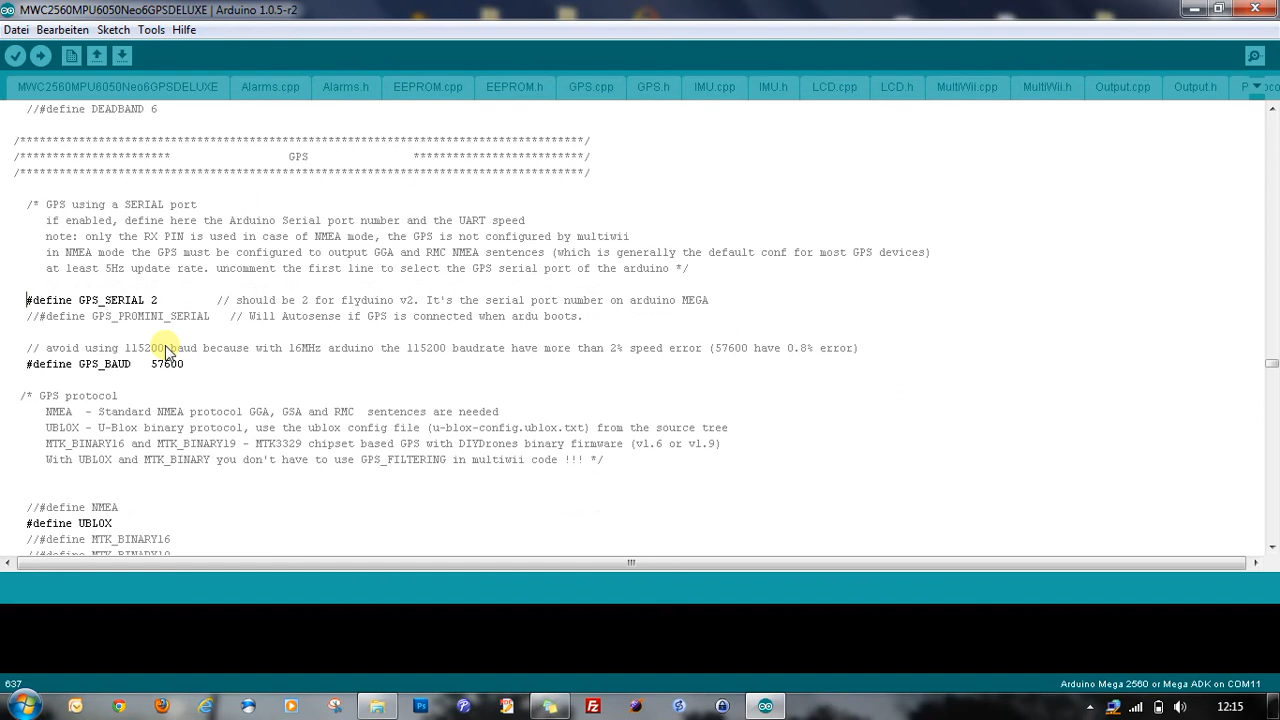 MWC2560MPU6050Neo6GPSDELUXE | Arduino 1.0.5-r2
Datei Bearbeiten Sketch Tools Hilfe
MWC2560MPU6050Neo6GPSDELUXE Alarms.cpp Alarms.h EEPROM.cpp EEPROM.h GPS.cpp GPS.h IMU.cpp IMU.h LCD.cpp LCD.h MultiWii.cpp MultiWii.h Output.cpp Output.h
//#define DEADBAND 6
/*************************************************************************************/
/*********************** GPS **************************/
/*************************************************************************************/
/* GPS using a SERIAL port
if enabled, define here the Arduino Serial port number and the UART speed
note: only the RX PIN is used in case of NMEA mode, the GPS is not configured by multiwii
in NMEA mode the GPS must be configured to output GGA and RMC NMEA sentences (which is generally the default conf for most GPS devices)
at least 5Hz update rate. uncomment the first line to select the GPS serial port of the arduino */
#define GPS_SERIAL 2 // should be 2 for flyduino v2. It's the serial port number on arduino MEGA
//#define GPS_PROMINI_SERIAL // Will Autosense if GPS is connected when ardu boots.
// avoid using 115200 baud because with 16MHz arduino the 115200 baudrate have more than 2% speed error (57600 have 0.8% error)
#define GPS_BAUD 57600
/* GPS protocol
NMEA - Standard NMEA protocol GGA, GSA and RMC sentences are needed
UBLOX - U-Blox binary protocol, use the ublox config file (u-blox-config.ublox.txt) from the source tree
MTK_BINARY16 and MTK_BINARY19 - MTK3329 chipset based GPS with DIYDrones binary firmware (v1.6 or v1.9)
With UBLOX and MTK_BINARY you don't have to use GPS_FILTERING in multiwii code !!! */
//#define NMEA
#define UBLOX
//#define MTK_BINARY16
//#define MTK_BINARY19
637
Arduino Mega 2560 or Mega ADK on COM11
12:15